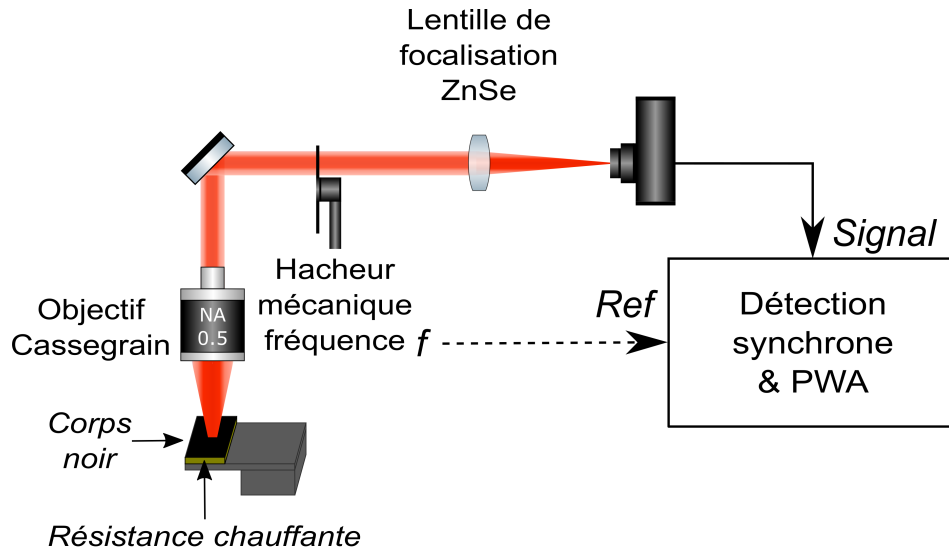 Lentille de
focalisation
ZnSe
Signal
Hacheur
mécanique
fréquence f
Objectif
Cassegrain
NA
0.5
Ref
Détection
synchrone
& PWA
Corps
noir
Résistance chauffante